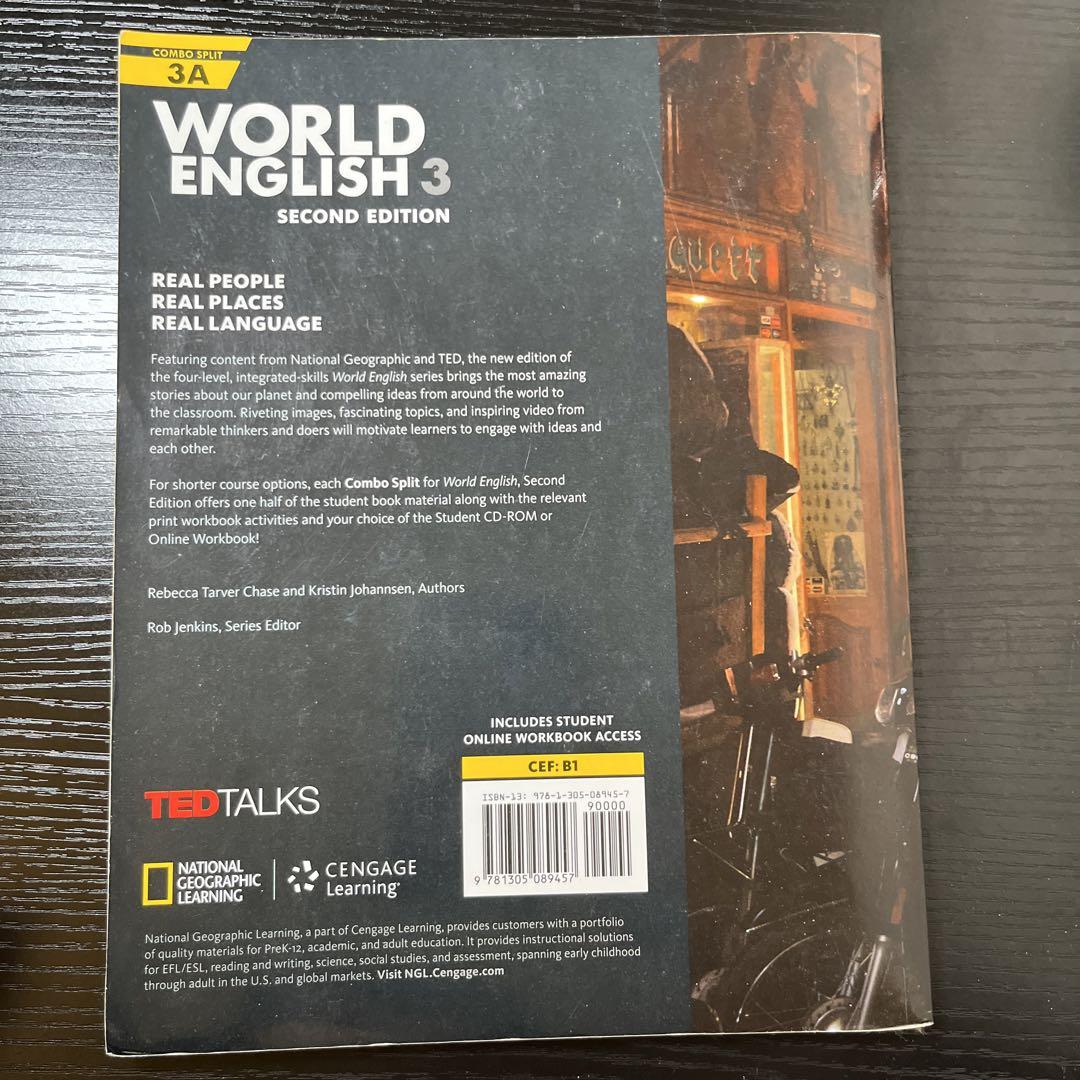 COMBO SPLIT
3A
WORLD
ENGLISH 3
SECOND EDITION
REAL PEOPLE
REAL PLACES
REAL LANGUAGE
Featuring content from National Geographic and TED, the new edition of
the four-level, integrated-skills World English series brings the most amazing
stories about our planet and compelling ideas from around the world to
the classroom. Riveting images, fascinating topics, and inspiring video from
remarkable thinkers and doers will motivate learners to engage with ideas and
each other.
For shorter course options, each Combo Split for World English, Second
Edition offers one half of the student book material along with the relevant
print workbook activities and your choice of the Student CD-ROM or
Online Workbook!
Rebecca Tarver Chase and Kristin Johannsen, Authors
Rob Jenkins, Series Editor
INCLUDES STUDENT
ONLINE WORKBOOK ACCESS
CEF: B1
ISBN-13: 978-1-305-08945-7
90000
9 781305 089457
TEDTALKS
NATIONAL
GEOGRAPHIC
LEARNING
CENGAGE
Learning®
National Geographic Learning, a part of Cengage Learning, provides customers with a portfolio
of quality materials for PreK-12, academic, and adult education. It provides instructional solutions
for EFL/ESL, reading and writing, science, social studies, and assessment, spanning early childhood
through adult in the U.S. and global markets. Visit NGL.Cengage.com